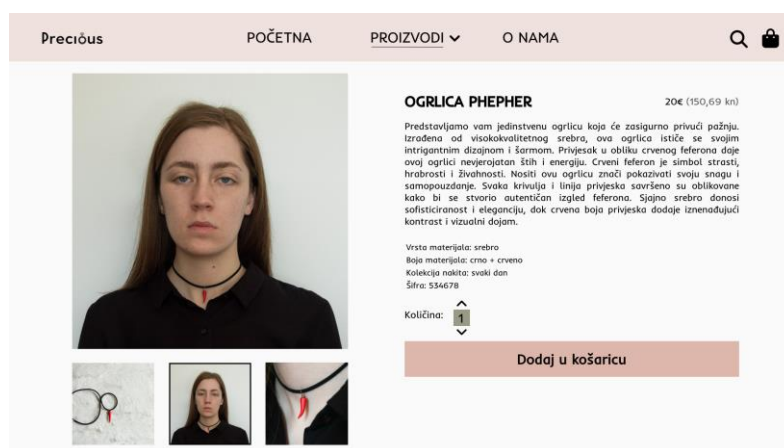 Precious
POČETNA
PROIZVODI
O NAMA
OGRLICA PHEPHER
20€ (150,69 kn)
Predstavljamo vam jedinstvenu ogrlicu koja će zasigurno privući pažnju.
Izrađena od visokokvalitetnog srebra, ova ogrlica ističe se svojim
intrigantnim dizajnom i šarmom. Privjesak u obliku crvenog feferona daje
ovoj ogrlici nevjerojatan štih i energiju. Crveni feferon je simbol strasti,
hrabrosti i živahnosti. Nositi ovu ogrlicu znači pokazivati svoju snagu i
samopouzdanje. Svaka krivulja i linija privjeska savršeno su oblikovane
kako bi se stvorio autentičan izgled feferona. Sjajno srebro donosi
sofisticiranost i eleganciju, dok crvena boja privjeska dodaje iznenađujući
kontrast i vizualni dojam.
Vrsta materijala: srebro
Boja materijala: crno + crveno
Kolekcija nakita: svaki dan
Šifra: 534678
Količina:
1
Dodaj u košaricu